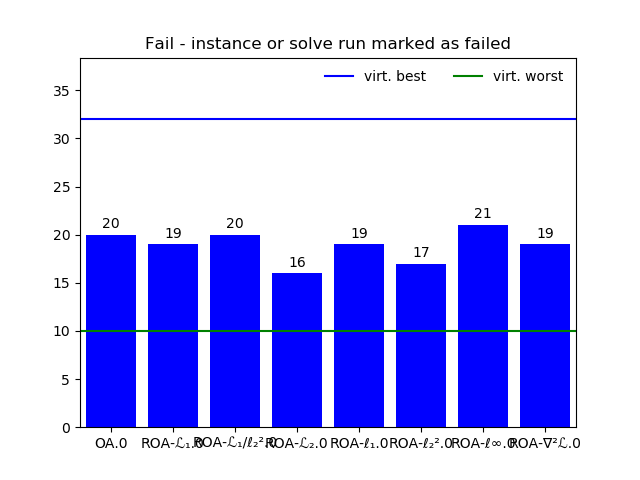 Fail - instance or solve run marked as failed
virt. best virt. worst
35
30
25
20
15
10
5
0
20 19 20 16 19 17 21 19
OA.0 ROA-ℒ₁.0 ROA-ℒ₁/ℓ₂².0 ROA-ℒ₂.0 ROA-ℓ₁.0 ROA-ℓ₂².0 ROA-ℓ∞.0 ROA-∇²ℒ.0